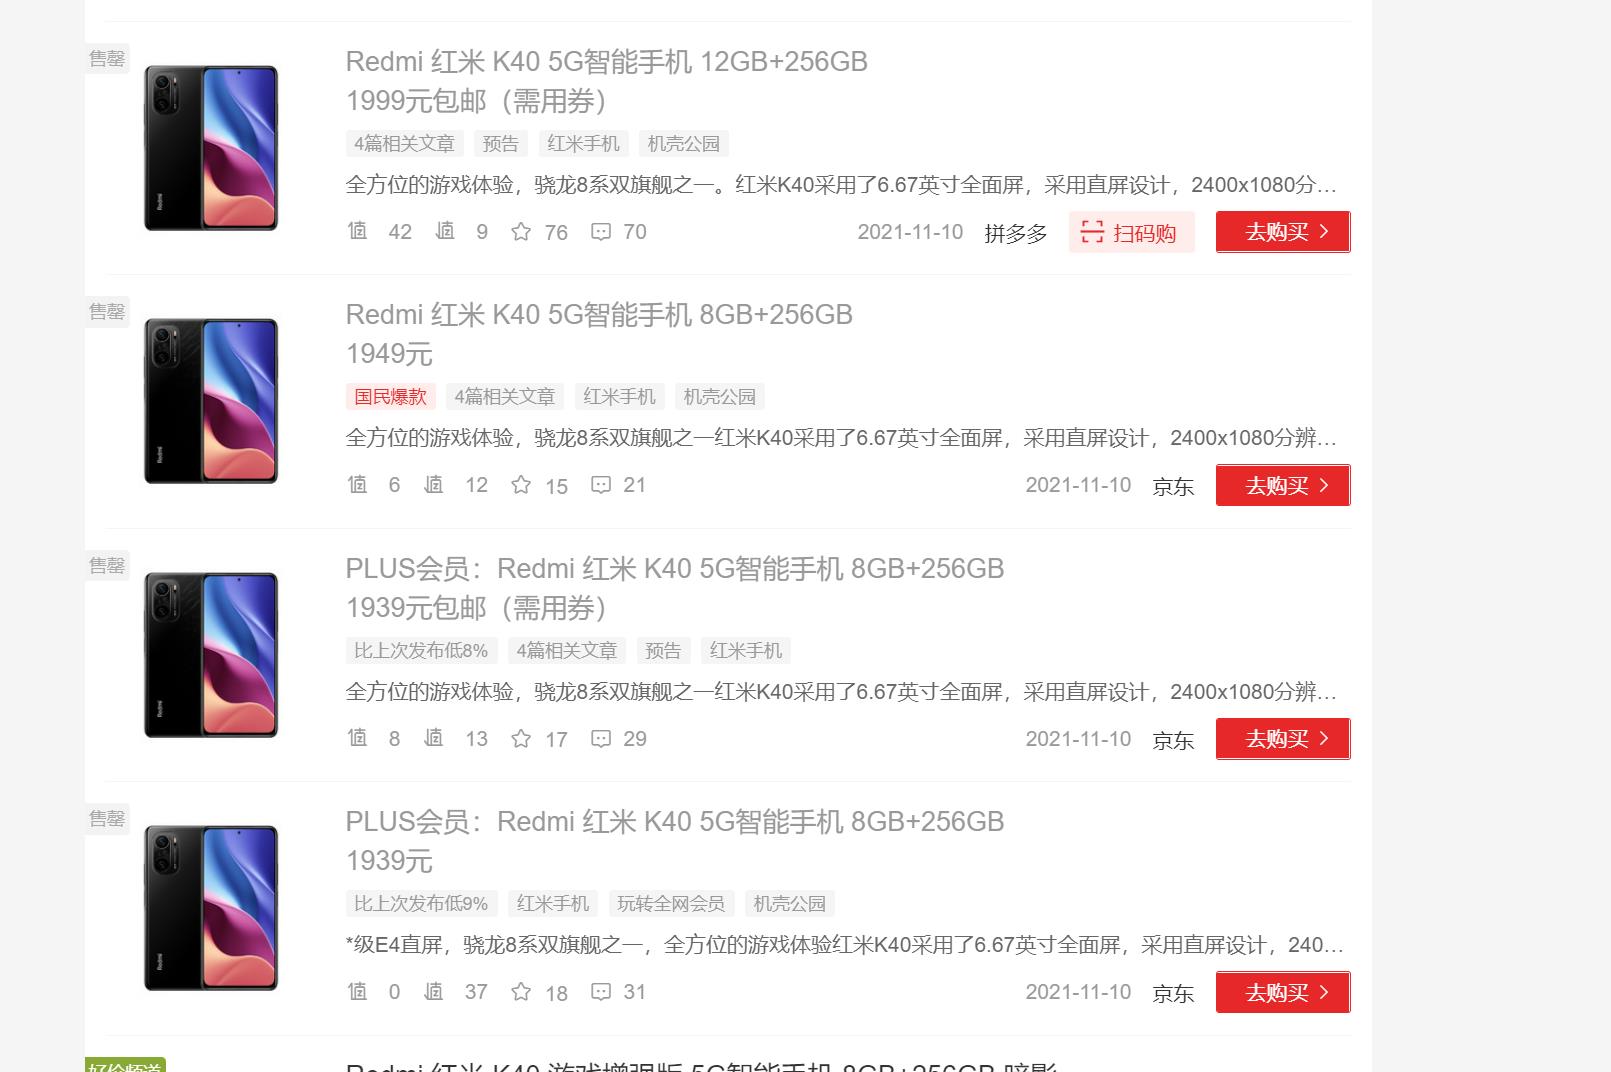 售罄
Redmi 红米 K40 5G智能手机 12GB+256GB
1999元包邮（需用券）
4篇相关文章 预告 红米手机 机壳公园
全方位的游戏体验，骁龙8系双旗舰之一。红米K40采用了6.67英寸全面屏，采用直屏设计，2400x1080分…
值 42 值 9 76 70 2021-11-10 拼多多 扫码购 去购买
售罄
Redmi 红米 K40 5G智能手机 8GB+256GB
1949元
国民爆款 4篇相关文章 红米手机 机壳公园
全方位的游戏体验，骁龙8系双旗舰之一红米K40采用了6.67英寸全面屏，采用直屏设计，2400x1080分辨…
值 6 值 12 15 21 2021-11-10 京东 去购买
售罄
PLUS会员：Redmi 红米 K40 5G智能手机 8GB+256GB
1939元包邮（需用券）
比上次发布低8% 4篇相关文章 预告 红米手机
全方位的游戏体验，骁龙8系双旗舰之一红米K40采用了6.67英寸全面屏，采用直屏设计，2400x1080分辨…
值 8 值 13 17 29 2021-11-10 京东 去购买
售罄
PLUS会员：Redmi 红米 K40 5G智能手机 8GB+256GB
1939元
比上次发布低9% 红米手机 玩转全网会员 机壳公园
*级E4直屏，骁龙8系双旗舰之一，全方位的游戏体验红米K40采用了6.67英寸全面屏，采用直屏设计，240…
值 0 值 37 18 31 2021-11-10 京东 去购买
好价频道
Redmi 红米 K40 游戏增强版 5G智能手机 8GB+256GB 暗影